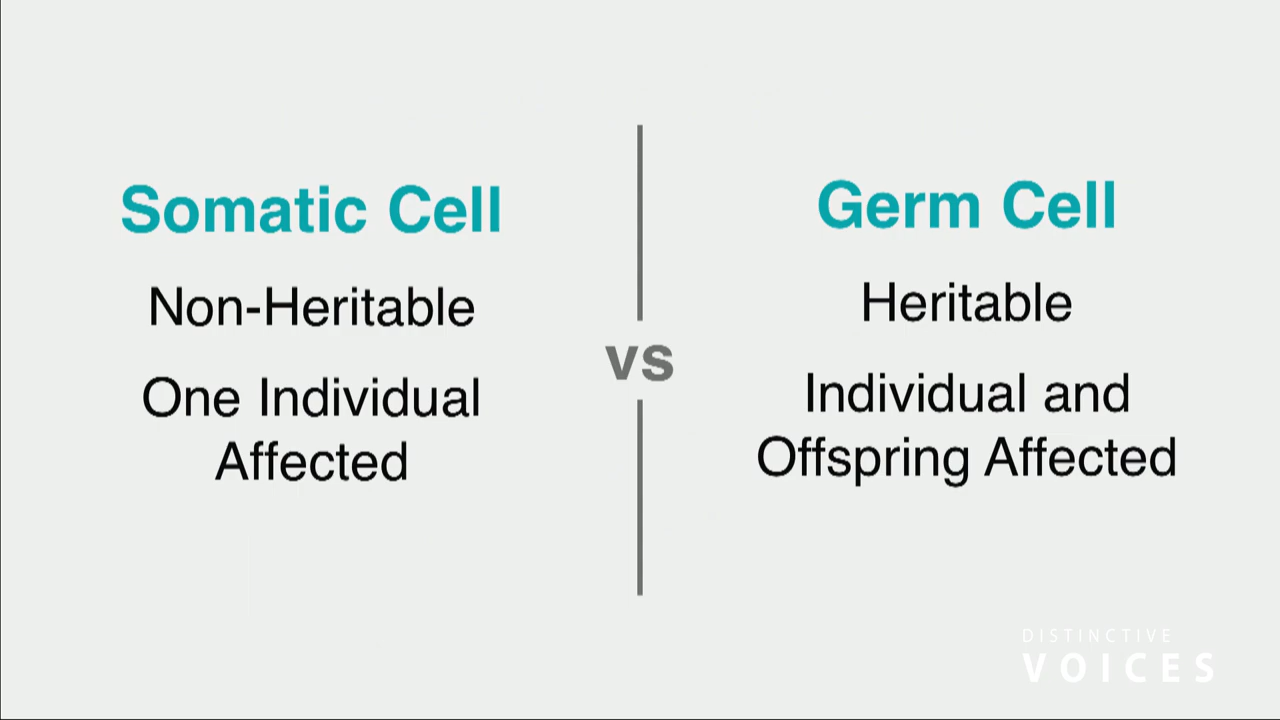 Somatic Cell
Non-Heritable
One Individual
Affected
vs
Germ Cell
Heritable
Individual and
Offspring Affected
DISTINCTIVE
VOICES